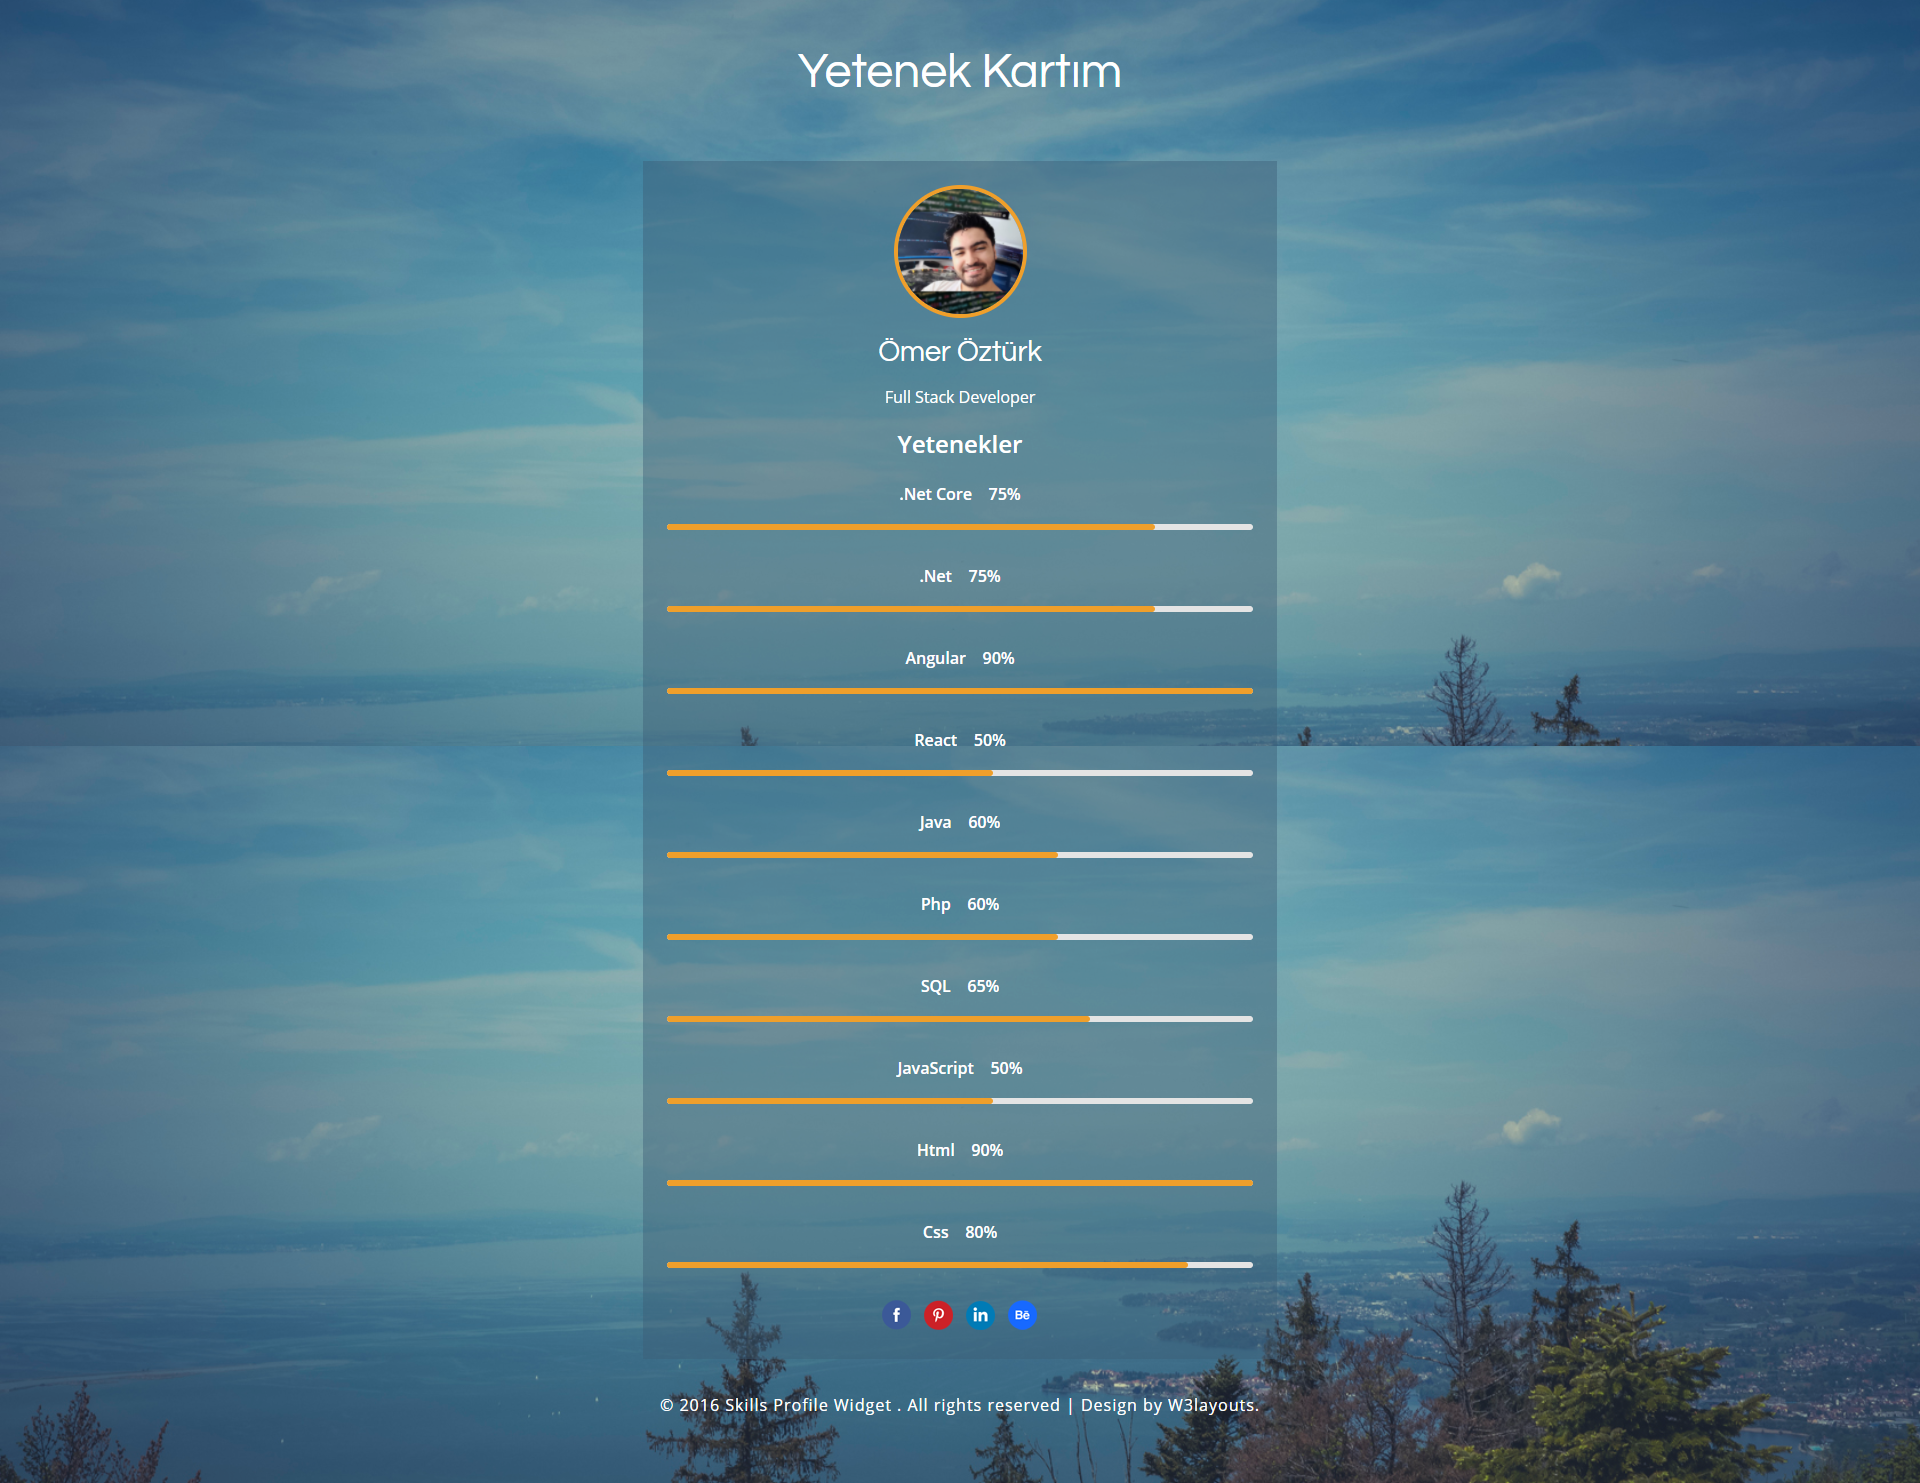 Yetenek Kartım
Ömer Öztürk
Full Stack Developer
Yetenekler
.Net Core 75%
.Net 75%
Angular 90%
React 50%
Java 60%
Php 60%
SQL 65%
JavaScript 50%
Html 90%
Css 80%
f in Bē
© 2016 Skills Profile Widget . All rights reserved | Design by W3layouts.